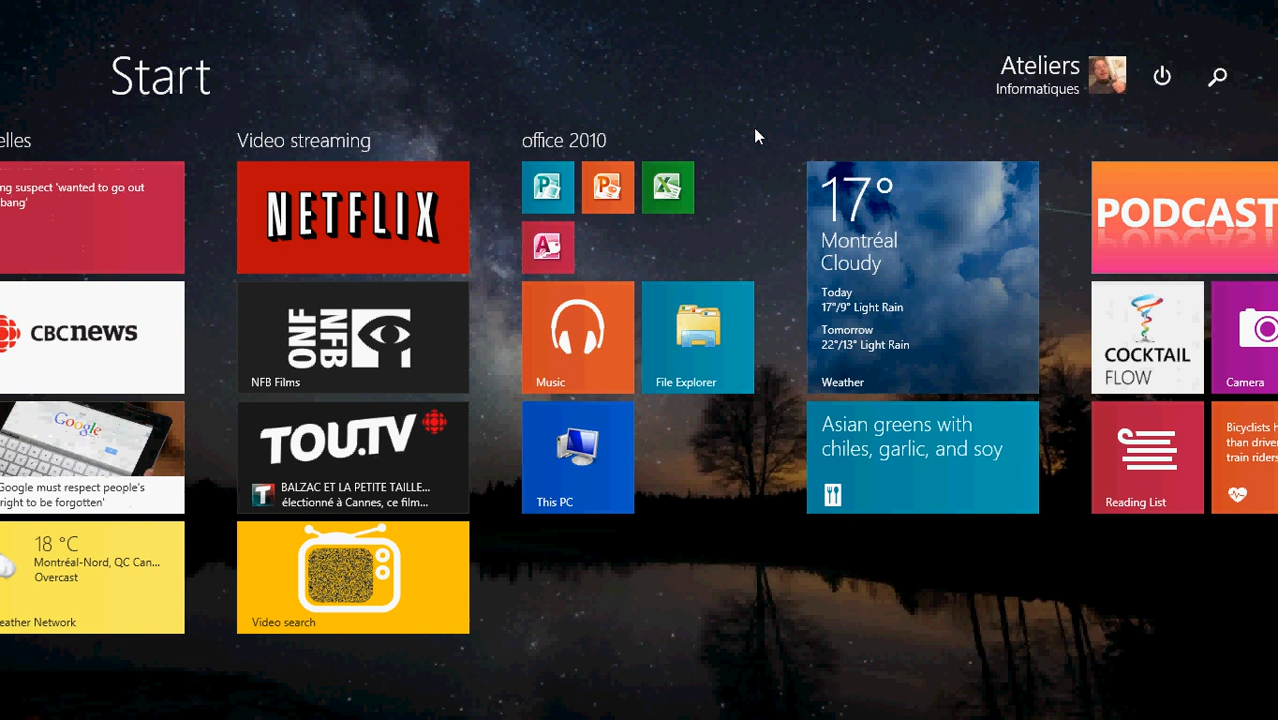 Start
Ateliers
Informatiques
elles
Video streaming
office 2010
ng suspect 'wanted to go out
bang'
CBCnews
Google
Google must respect people's
right to be forgotten'
18 °C
Montréal-Nord, QC Can...
Overcast
eather Network
NETFLIX
ONF
NFB
NFB Films
TOU.TV
T
BALZAC ET LA PETITE TAILLE...
électionné à Cannes, ce film...
Video search
P
P
X
A
Music
File Explorer
This PC
17°
Montréal
Cloudy
Today
17°/9° Light Rain
Tomorrow
22°/13° Light Rain
Weather
Asian greens with
chiles, garlic, and soy
PODCAST
COCKTAIL
FLOW
Camera
Reading List
Bicyclists h
than drive
train riders